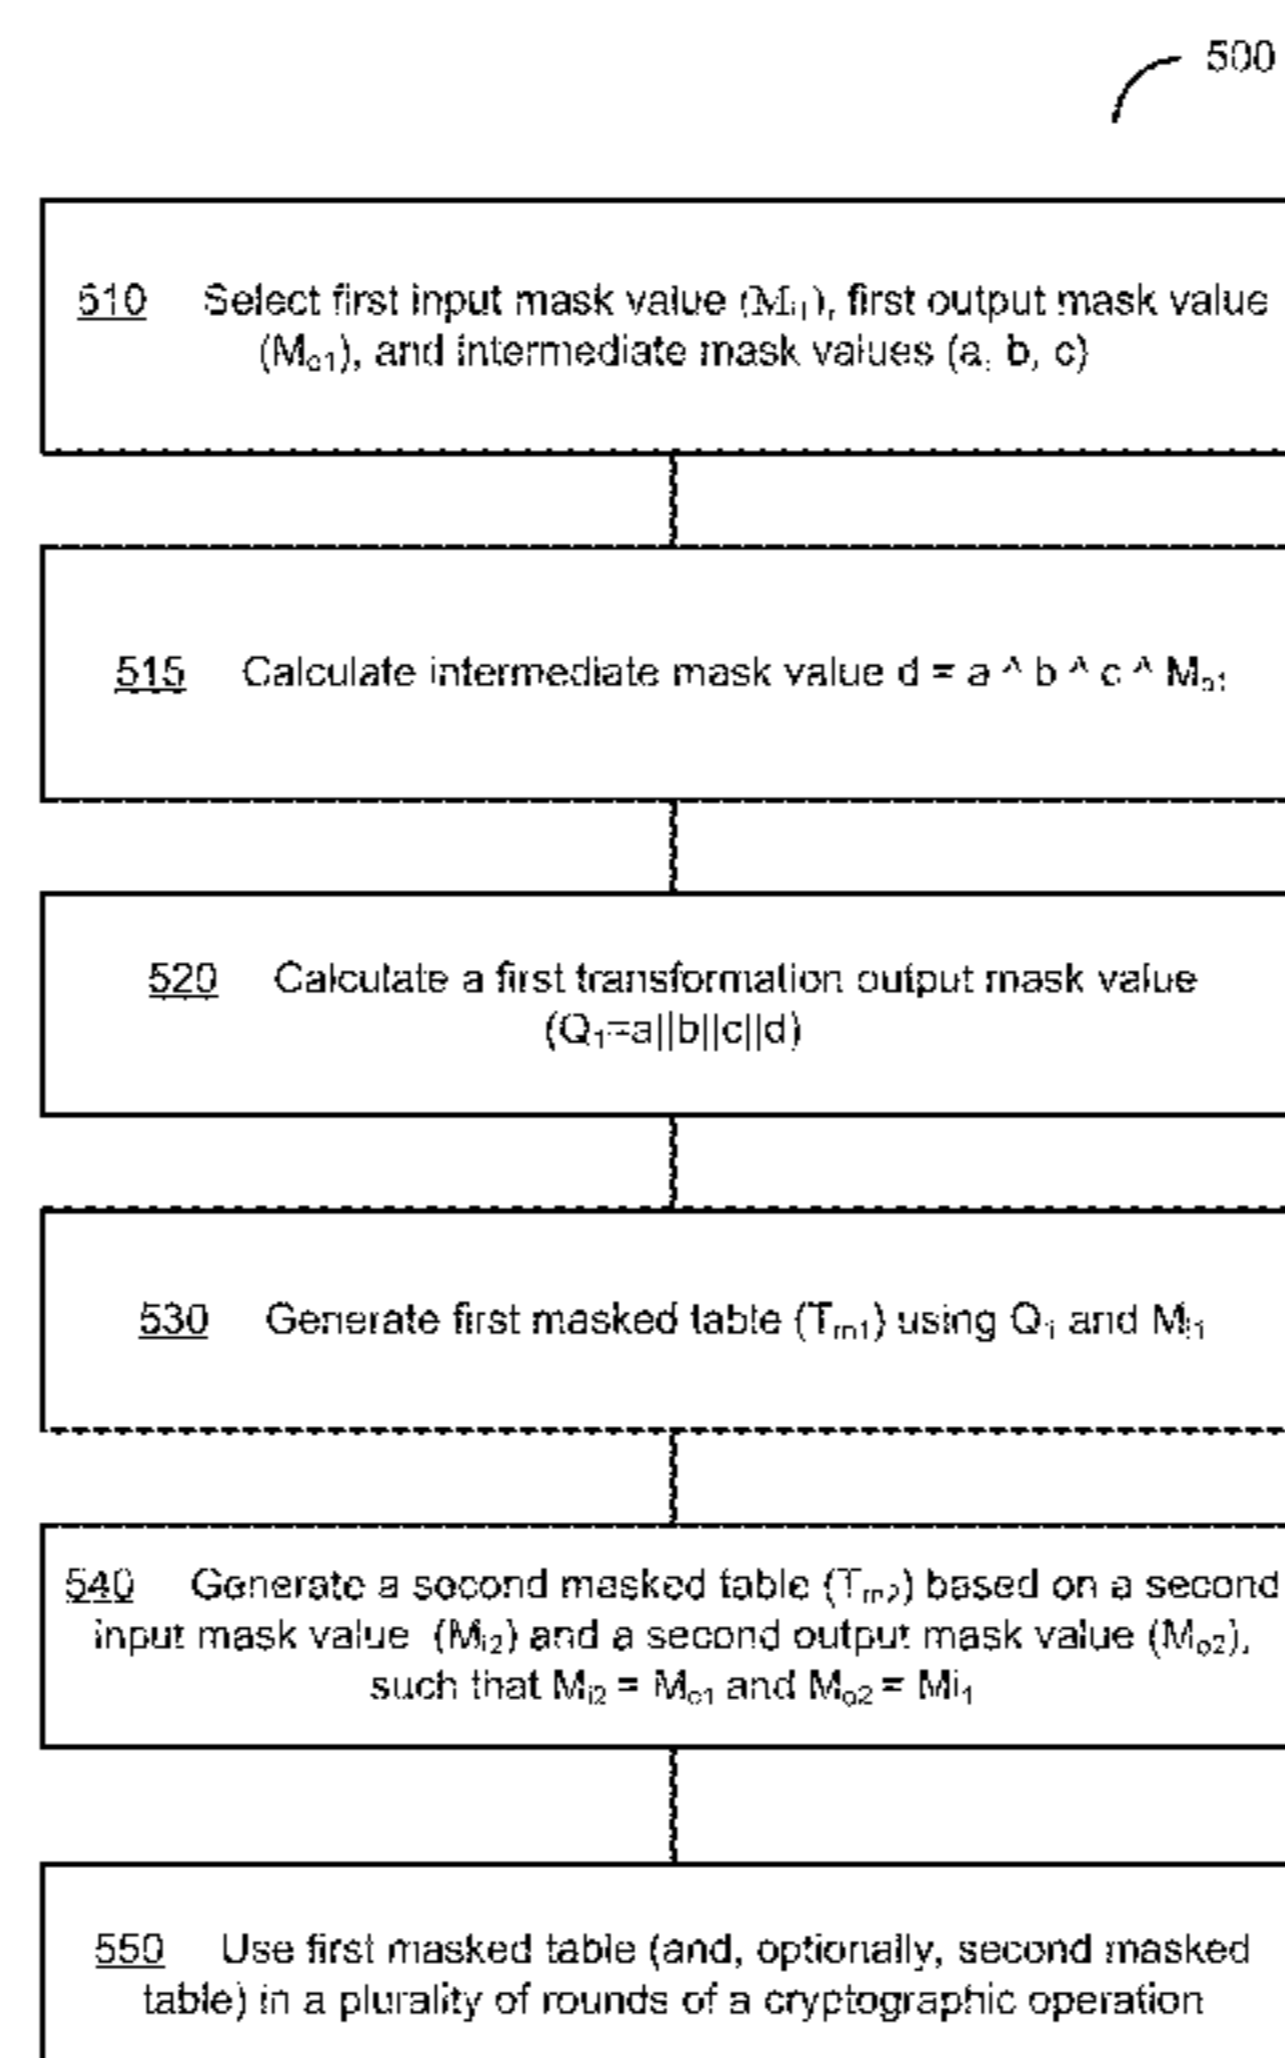 500
510 Select first input mask value (Mi1), first output mask value
(Mo1), and intermediate mask values (a, b, c)
515 Calculate intermediate mask value d = a ^ b ^ c ^ Mo1
520 Calculate a first transformation output mask value
(Q1=a||b||c||d)
530 Generate first masked table (Tm1) using Q1 and Mi1
540 Generate a second masked table (Tm2) based on a second
input mask value (Mi2) and a second output mask value (Mo2),
such that Mi2 = Mo1 and Mo2 = Mi1
550 Use first masked table (and, optionally, second masked
table) in a plurality of rounds of a cryptographic operation